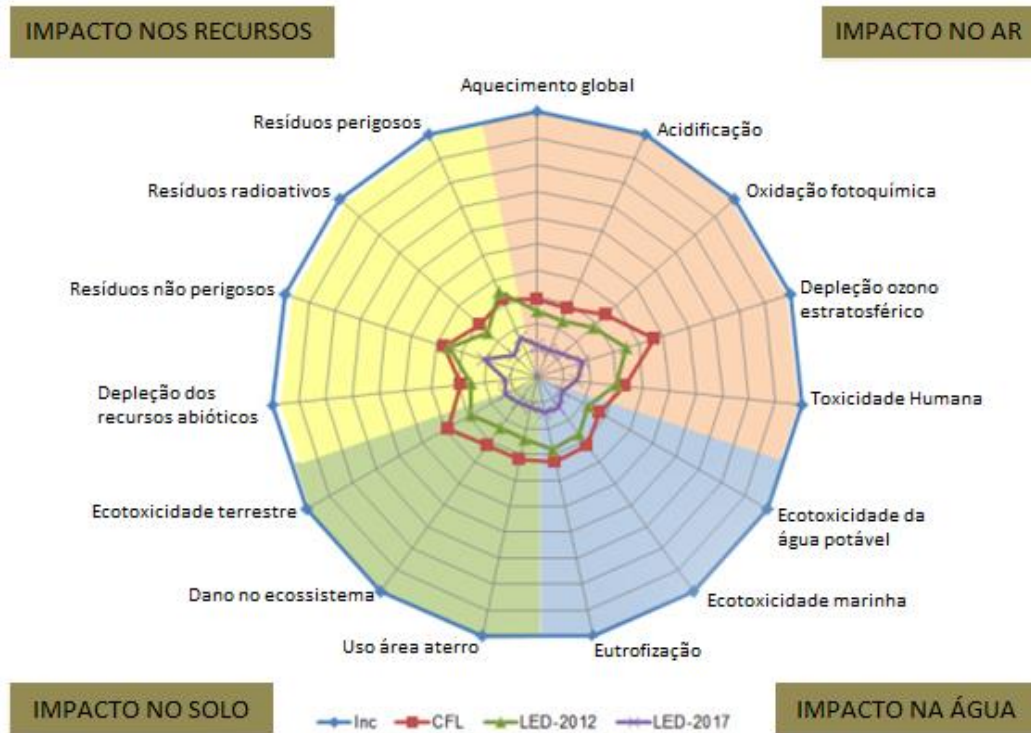 IMPACTO NOS RECURSOS
IMPACTO NO AR
Aquecimento global
Resíduos perigosos
Acidificação
Resíduos radioativos
Oxidação fotoquímica
Resíduos não perigosos
Depleção ozono
estratosférico
Depleção dos
recursos abióticos
Toxicidade Humana
Ecotoxicidade terrestre
Ecotoxicidade da
água potável
Dano no ecossistema
Ecotoxicidade marinha
Uso área aterro
Eutrofização
IMPACTO NO SOLO
Inc
CFL
LED-2012
LED-2017
IMPACTO NA ÁGUA